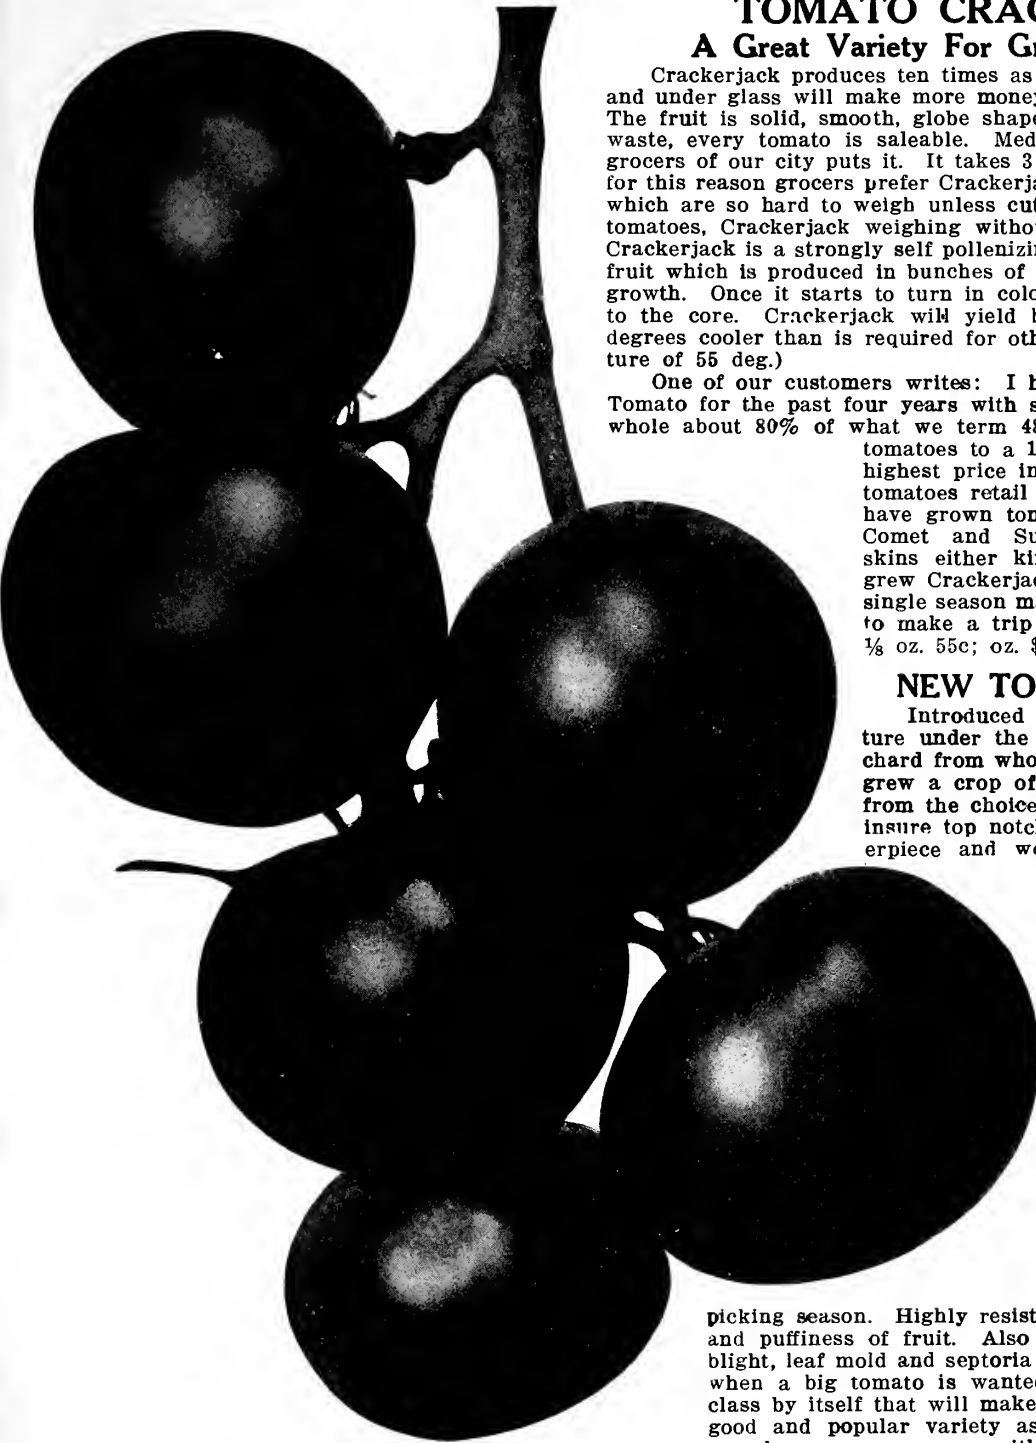 TOMATO CRAC
A Great Variety For Gr
Crackerjack produces ten times as
and under glass will make more money
The fruit is solid, smooth, globe shape
waste, every tomato is saleable. Med
grocers of our city puts it. It takes 3
for this reason grocers prefer Crackerja
which are so hard to weigh unless cut
tomatoes, Crackerjack weighing withou
Crackerjack is a strongly self pollenizin
fruit which is produced in bunches of
growth. Once it starts to turn in colo
to the core. Crackerjack will yield b
degrees cooler than is required for oth
ture of 55 deg.)
One of our customers writes: I h
Tomato for the past four years with s
whole about 80% of what we term 48
tomatoes to a 1
highest price in
tomatoes retail
have grown tom
Comet and Su
skins either ki
grew Crackerjac
single season m
to make a trip
⅛ oz. 55c; oz. $
NEW TO
Introduced
ture under the
chard from who
grew a crop of
from the choice
insure top notc
erpiece and we
picking season. Highly resist
and puffiness of fruit. Also
blight, leaf mold and septoria
when a big tomato is wanted
class by itself that will make
good and popular variety as